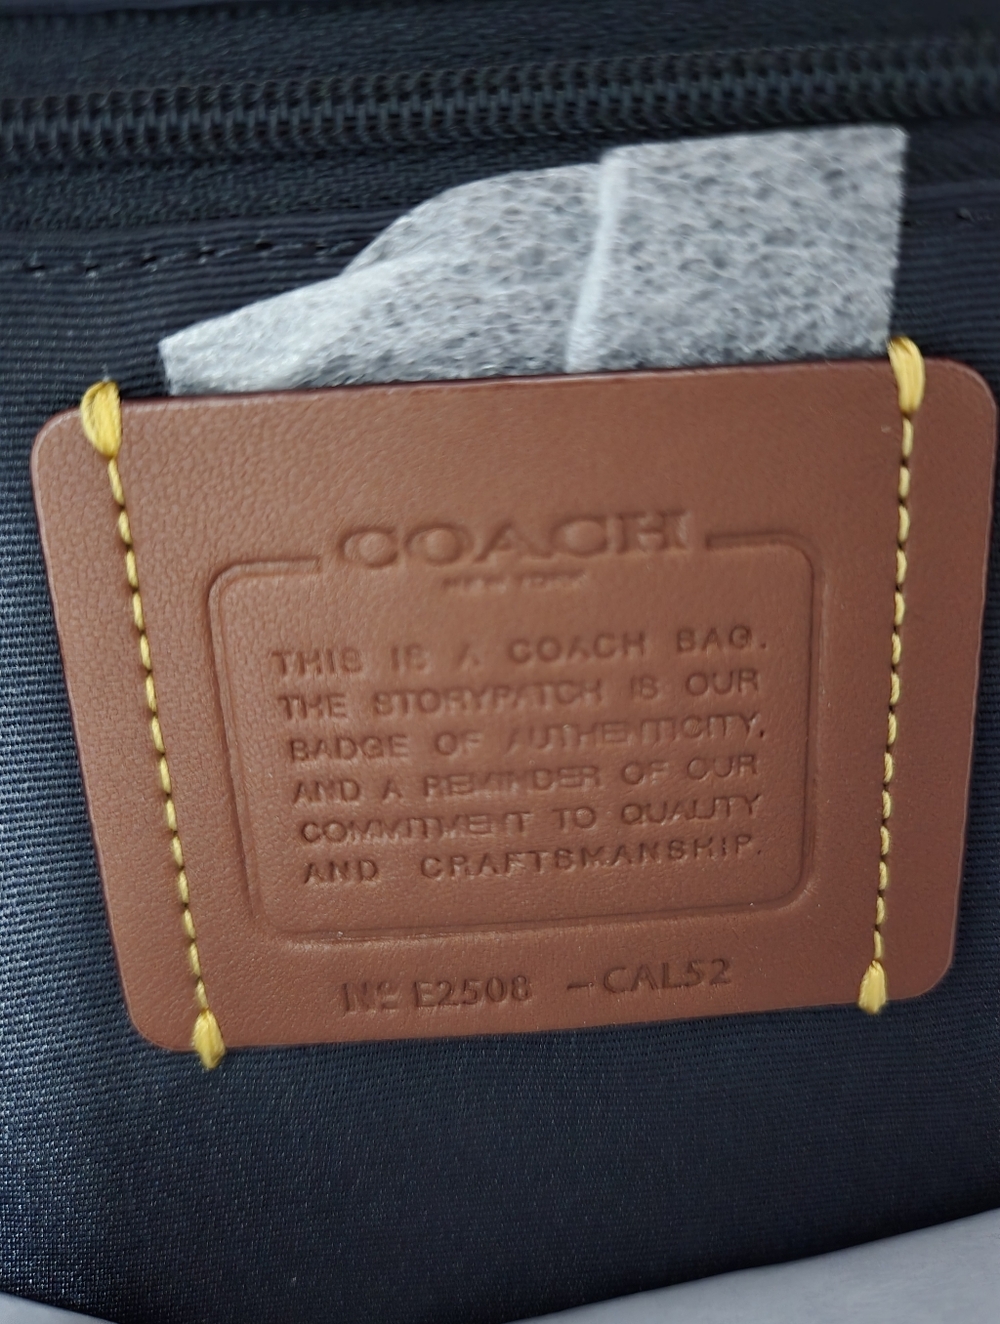 COACH
NEW YORK
THIS IS A COACH BAG.
THE STORYPATCH IS OUR
BADGE OF AUTHENTICITY,
AND A REMINDER OF OUR
COMMITMENT TO QUALITY
AND CRAFTSMANSHIP.
Nº E2508 -CAL52